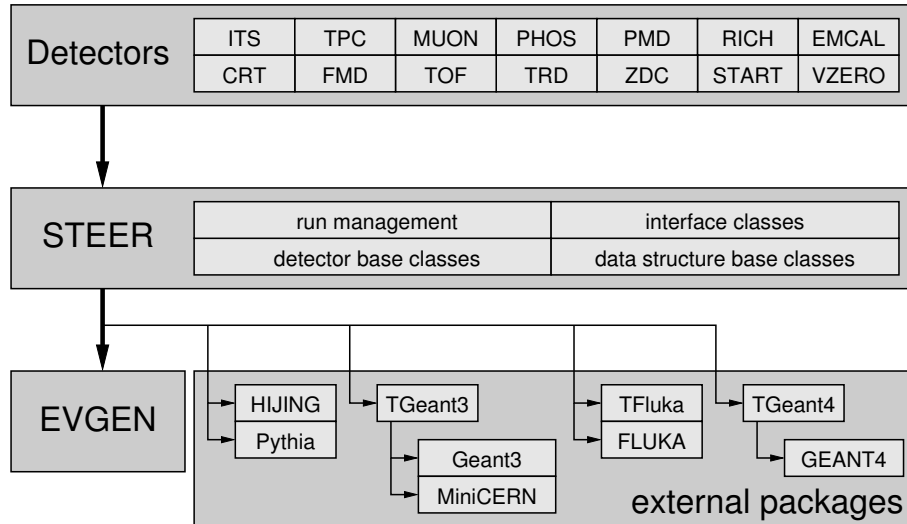 Detectors
ITS TPC MUON PHOS PMD RICH EMCAL
CRT FMD TOF TRD ZDC START VZERO
STEER
run management interface classes
detector base classes data structure base classes
EVGEN
HIJING TGeant3 TFluka TGeant4
Pythia FLUKA
Geant3 GEANT4
MiniCERN
external packages